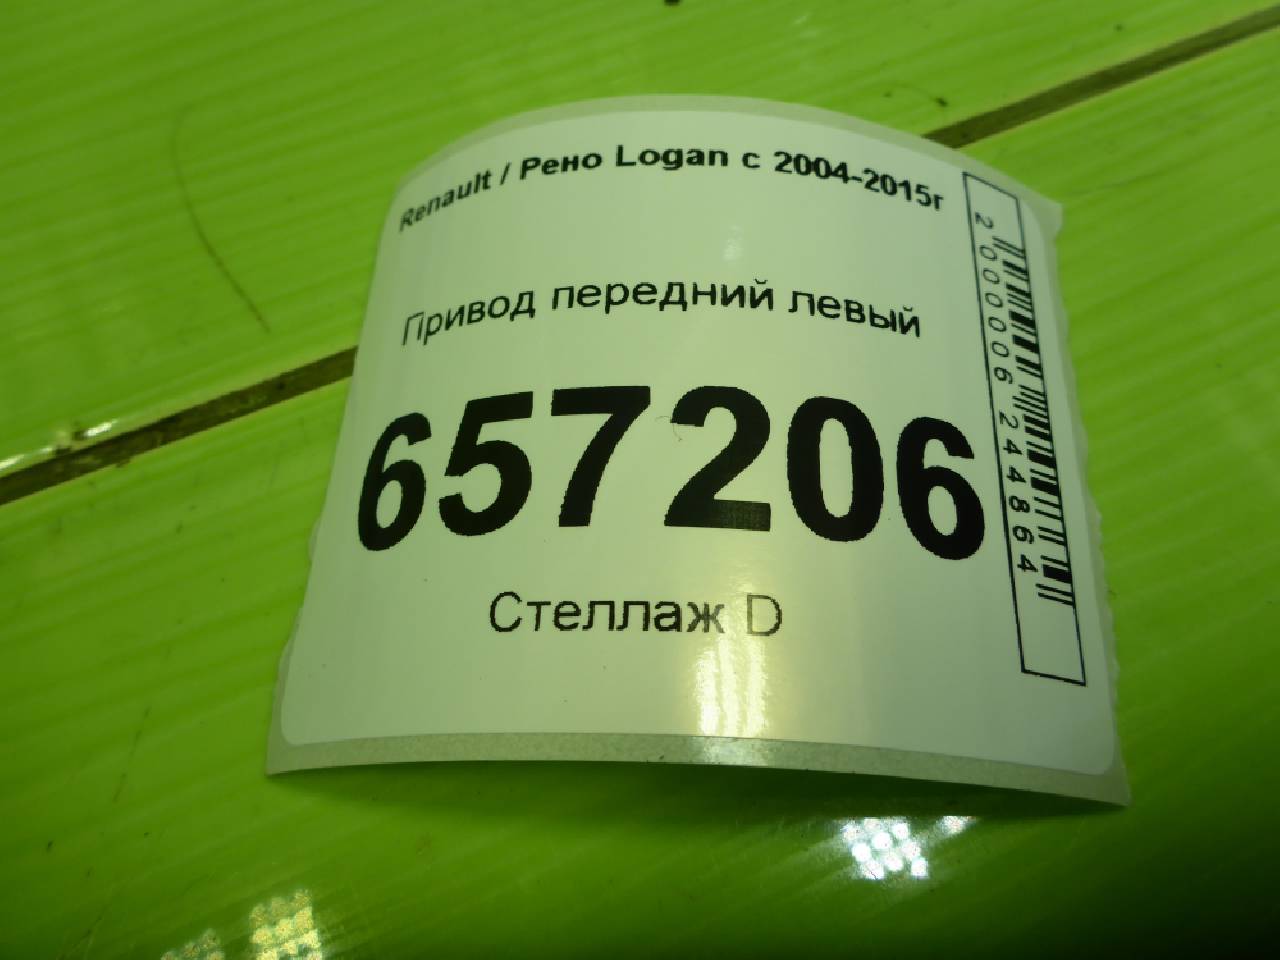 Renault / Рено Logan с 2004-2015г
Привод передний левый
657206
Стеллаж D
2000006244864